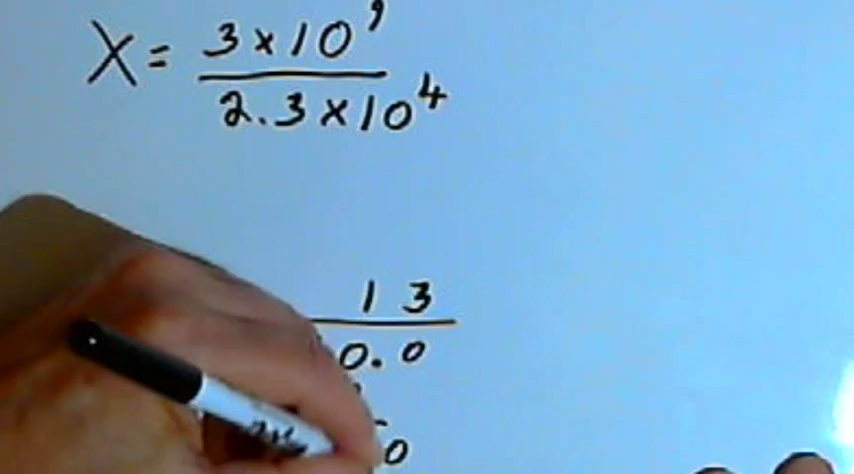 X = 3 × 10⁹
2.3 × 10⁴
1 3
0. 0
0